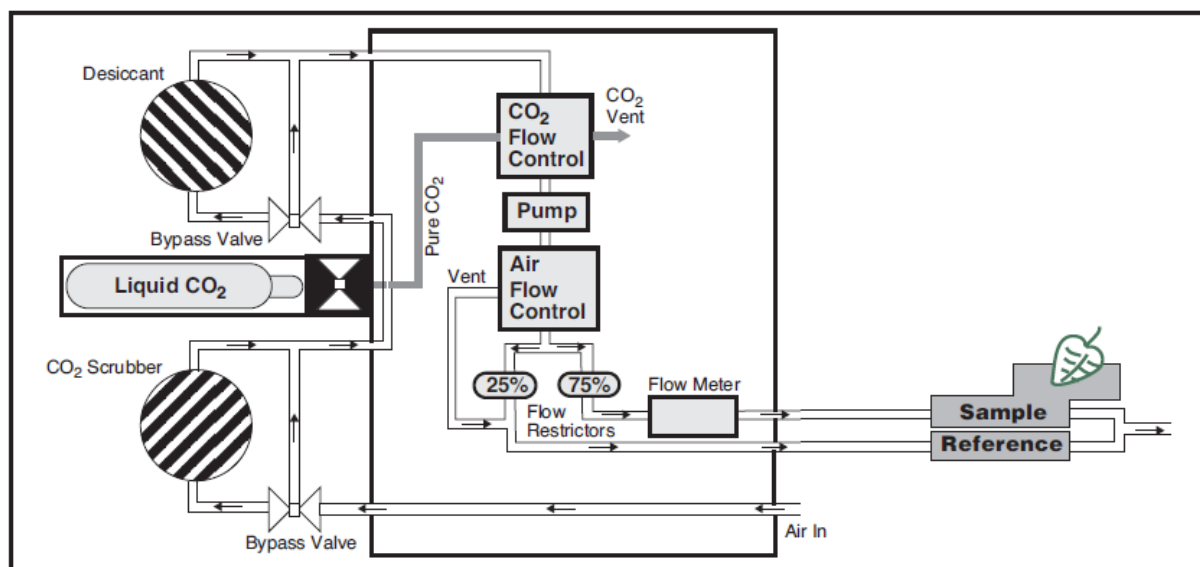 Desiccant
CO2
Vent
CO2
Flow
Control
Pure CO2
Pump
Bypass Valve
Liquid CO2
Vent
Air
Flow
Control
CO2 Scrubber
25%
75%
Flow Meter
Flow
Restrictors
Sample
Reference
Air In
Bypass Valve